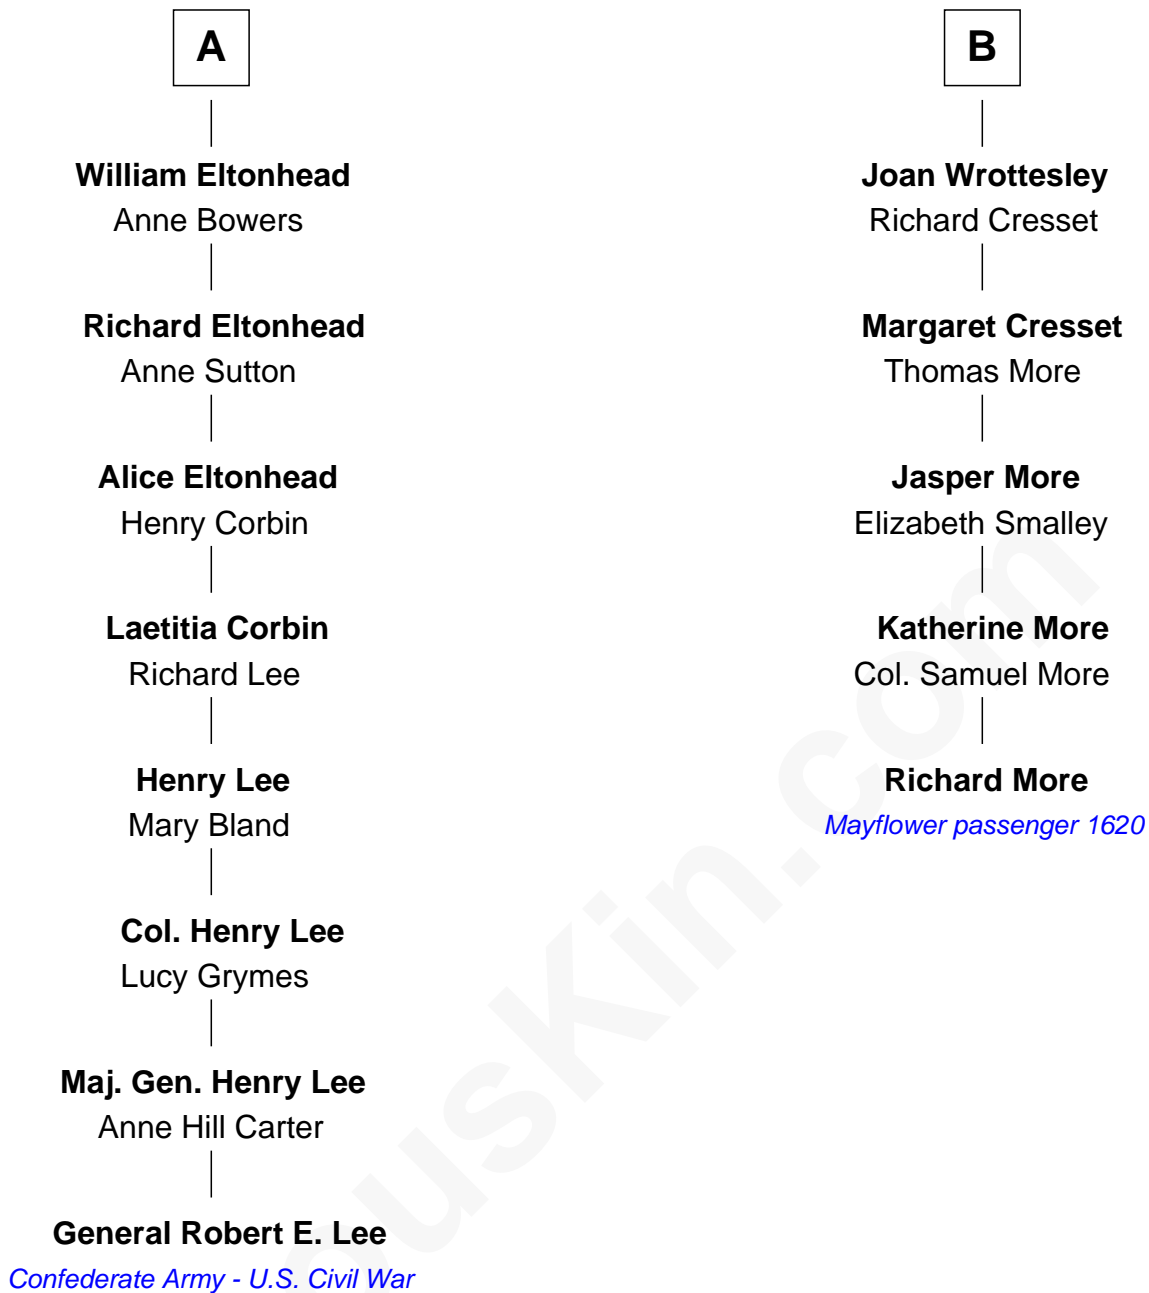 A
William Eltonhead
Anne Bowers
Richard Eltonhead
Anne Sutton
Alice Eltonhead
Henry Corbin
Laetitia Corbin
Richard Lee
Henry Lee
Mary Bland
Col. Henry Lee
Lucy Grymes
Maj. Gen. Henry Lee
Anne Hill Carter
General Robert E. Lee
Confederate Army - U.S. Civil War
B
Joan Wrottesley
Richard Cresset
Margaret Cresset
Thomas More
Jasper More
Elizabeth Smalley
Katherine More
Col. Samuel More
Richard More
Mayflower passenger 1620
ousKin.com